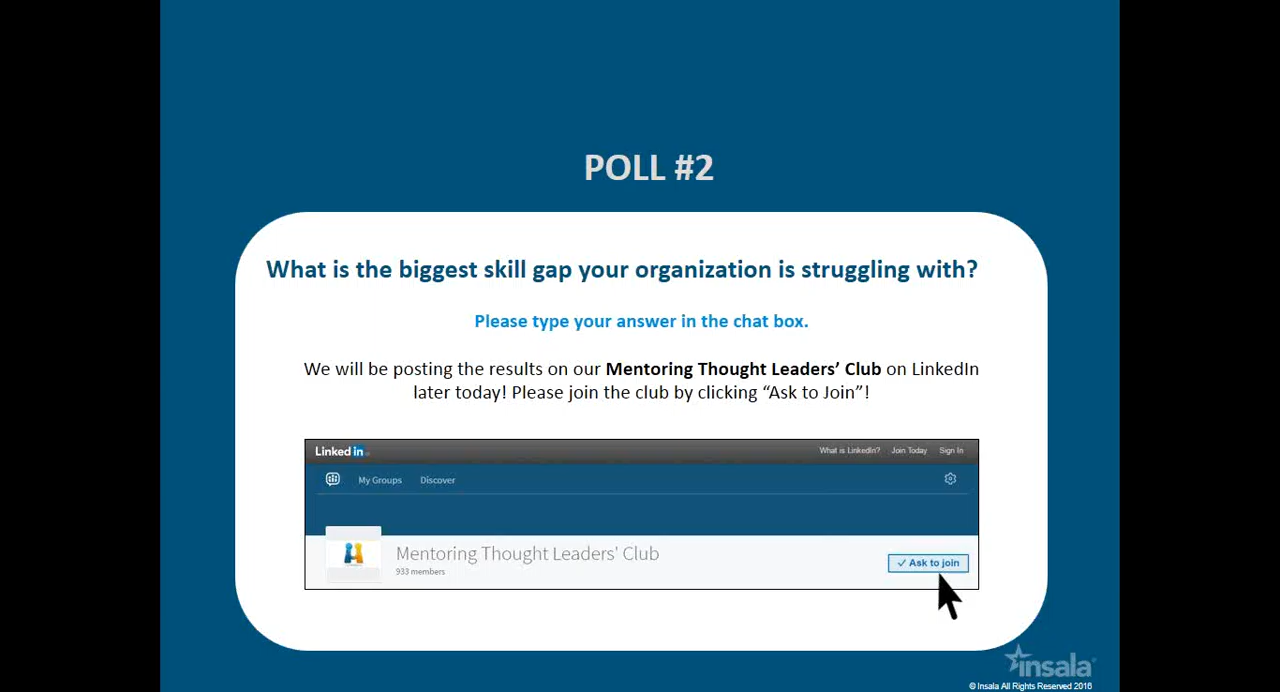 POLL #2
What is the biggest skill gap your organization is struggling with?
Please type your answer in the chat box.
We will be posting the results on our Mentoring Thought Leaders’ Club on LinkedIn
later today! Please join the club by clicking “Ask to Join”!
Linked in
What is LinkedIn? Join Today Sign In
My Groups Discover
Mentoring Thought Leaders' Club
933 members
Ask to join
insala
© Insala All Rights Reserved 2016